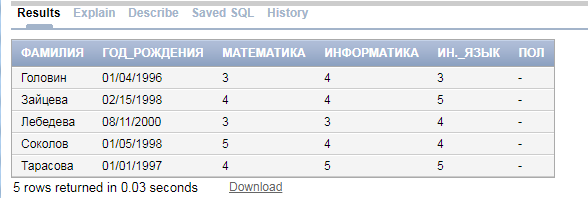 Results Explain Describe Saved SQL History
ФАМИЛИЯ ГОД_РОЖДЕНИЯ МАТЕМАТИКА ИНФОРМАТИКА ИН._ЯЗЫК ПОЛ
Головин 01/04/1996 3 4 3 -
Зайцева 02/15/1998 4 4 5 -
Лебедева 08/11/2000 3 3 4 -
Соколов 01/05/1998 5 4 4 -
Тарасова 01/01/1997 4 5 5 -
5 rows returned in 0.03 seconds Download